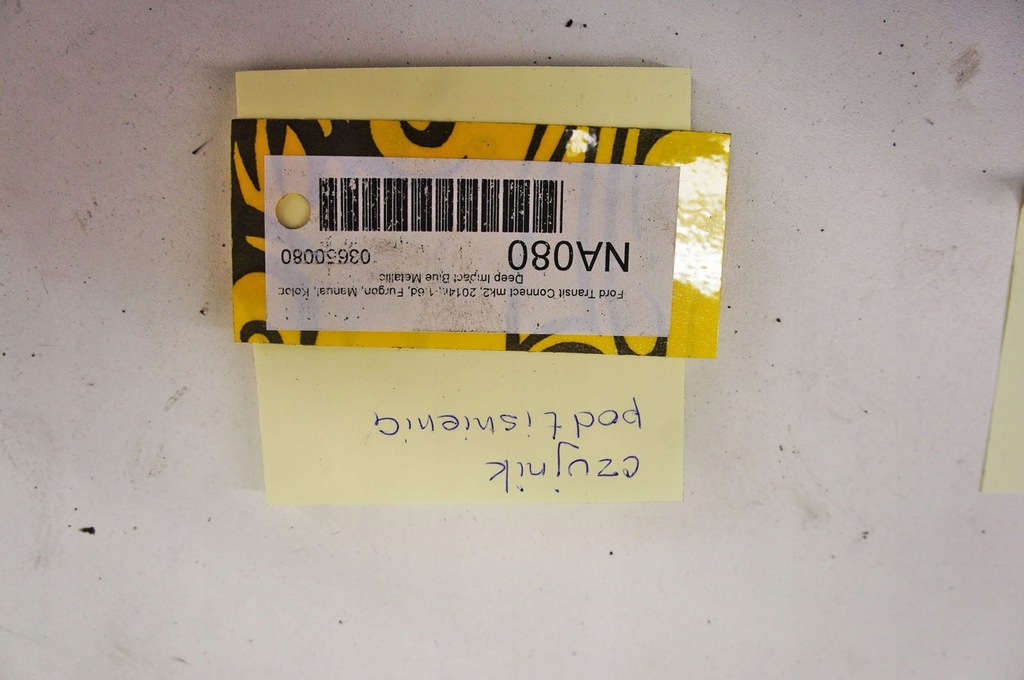 czujnik
podtisnienia
Ford Transit Connect mk2, 2014r., 1.6d, Furgon, Manual, Kolor:
Deep Impact Blue Metallic
NA080 03650080